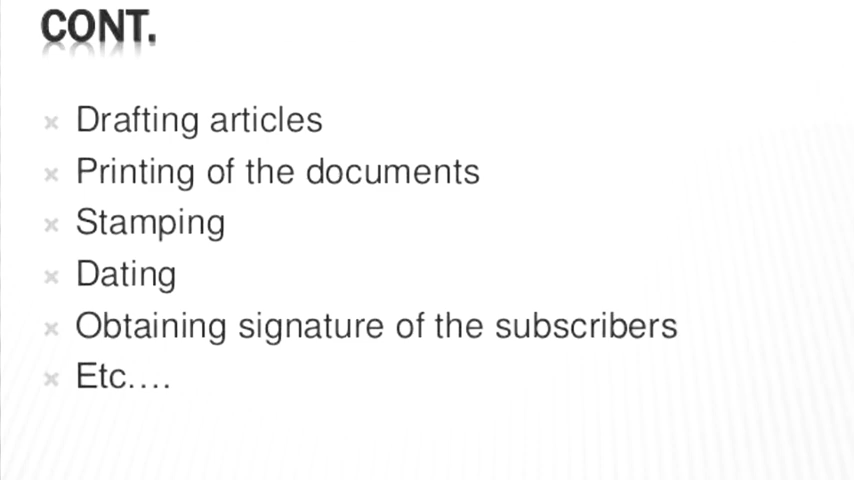 CONT.
Drafting articles
Printing of the documents
Stamping
Dating
Obtaining signature of the subscribers
Etc....